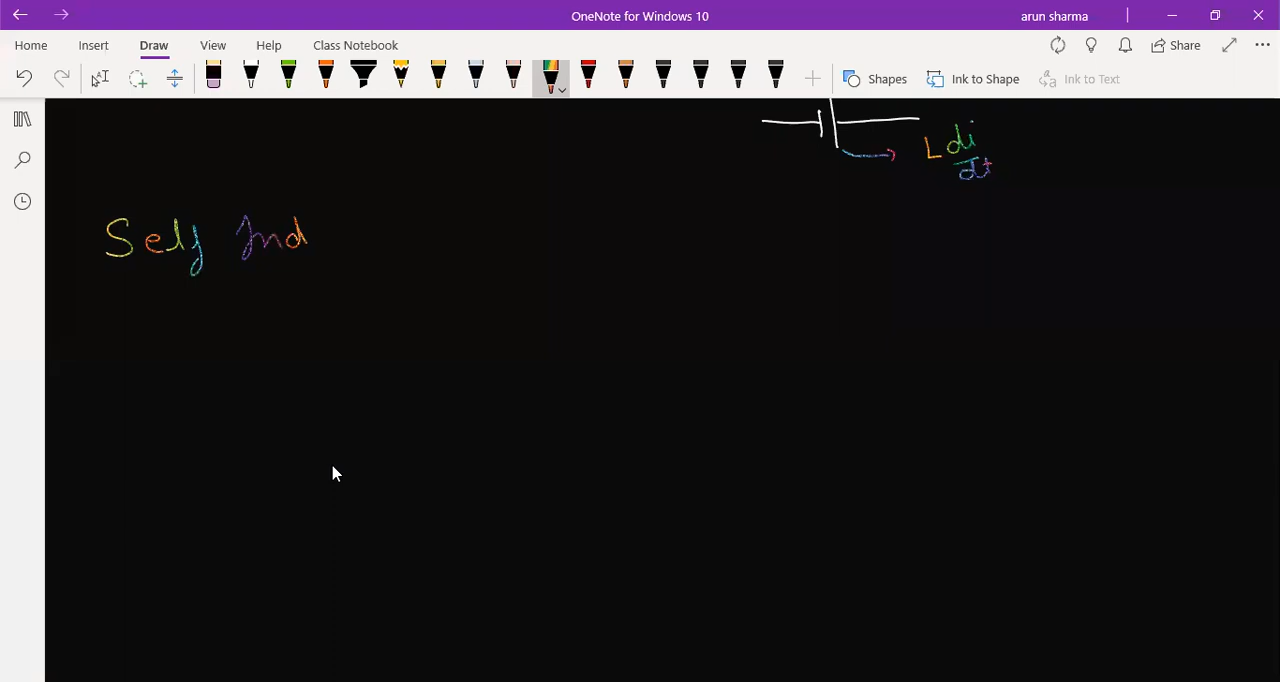 OneNote for Windows 10
arun sharma
Home Insert Draw View Help Class Notebook
Share
Shapes Ink to Shape Ink to Text
L di/dt
Self Ind